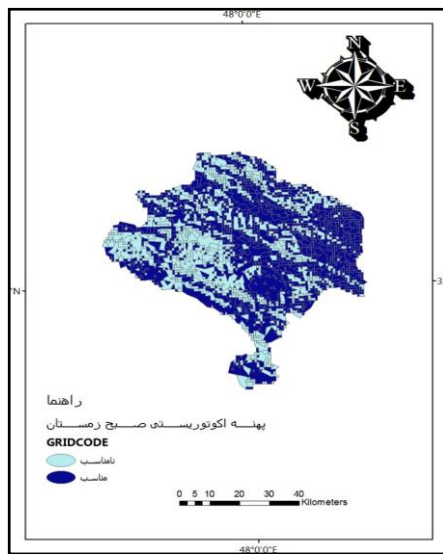 48°0'0"E
N
W E
S
3
"N
راهنما
پهنه اکوتوریستی صبح زمستان
GRIDCODE
نامناسب
مناسب
0 5 10 20 30 40
Kilometers
48°0'0"E